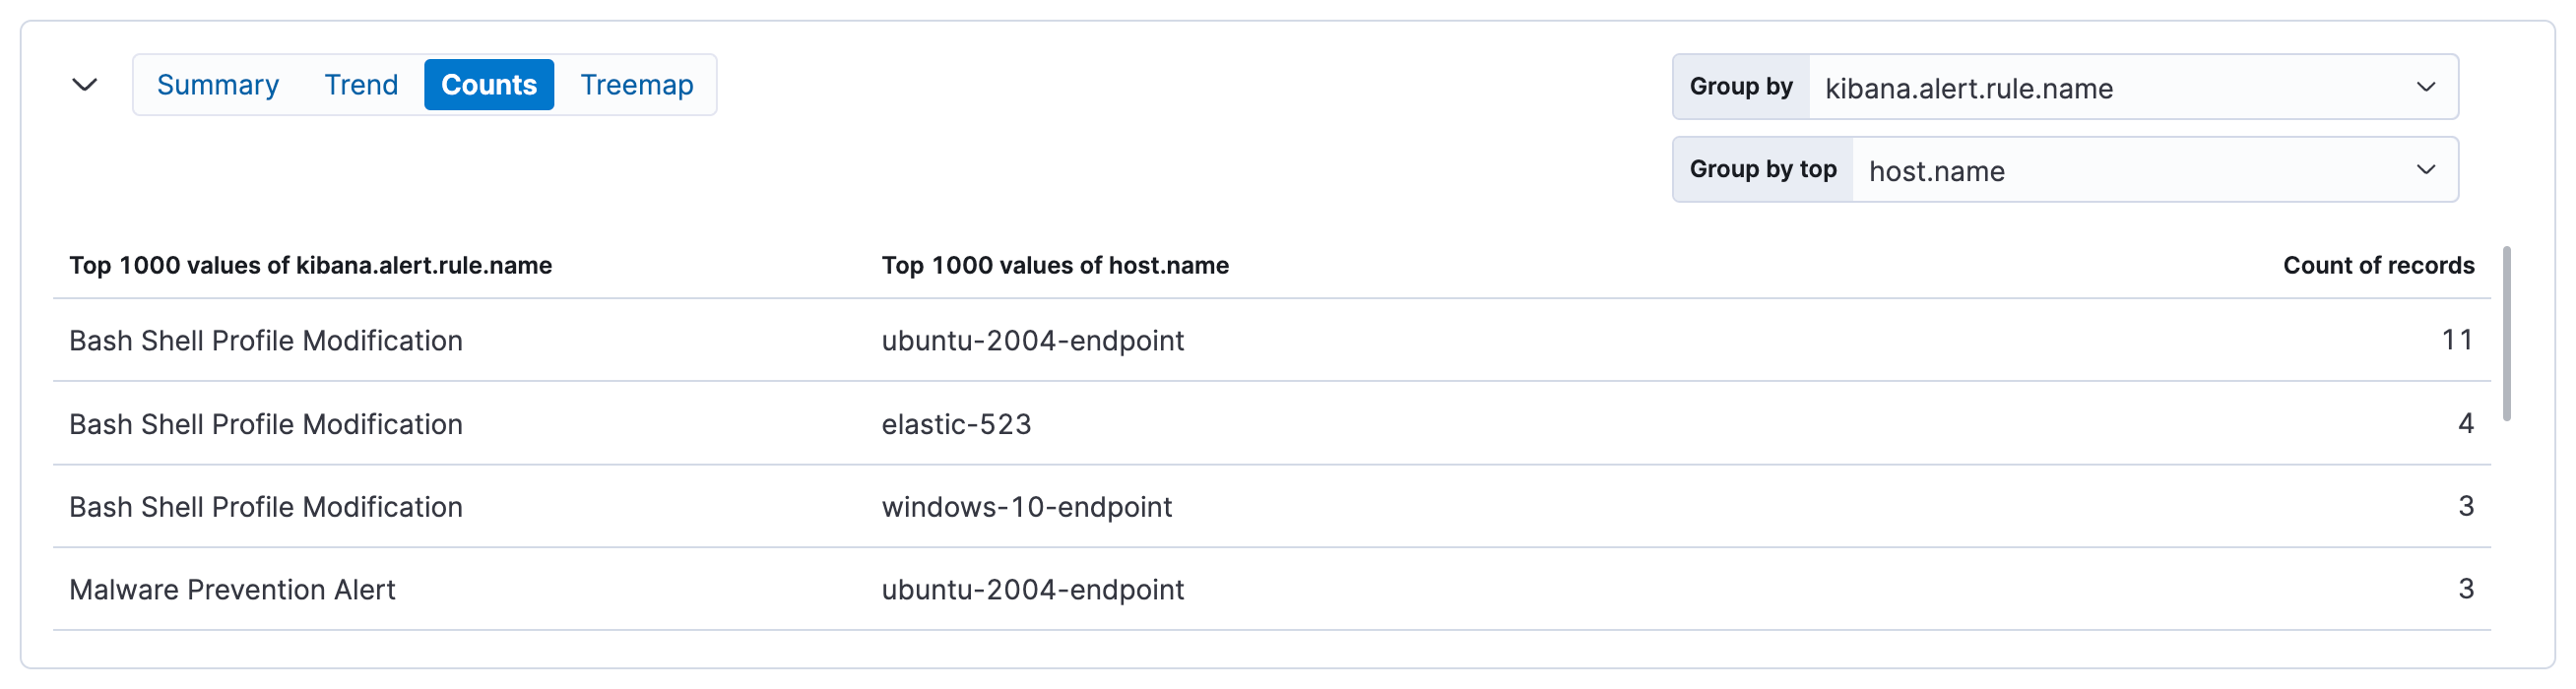 Summary Trend Counts Treemap
Group by kibana.alert.rule.name
Group by top host.name
Top 1000 values of kibana.alert.rule.name Top 1000 values of host.name Count of records
Bash Shell Profile Modification ubuntu-2004-endpoint 11
Bash Shell Profile Modification elastic-523 4
Bash Shell Profile Modification windows-10-endpoint 3
Malware Prevention Alert ubuntu-2004-endpoint 3